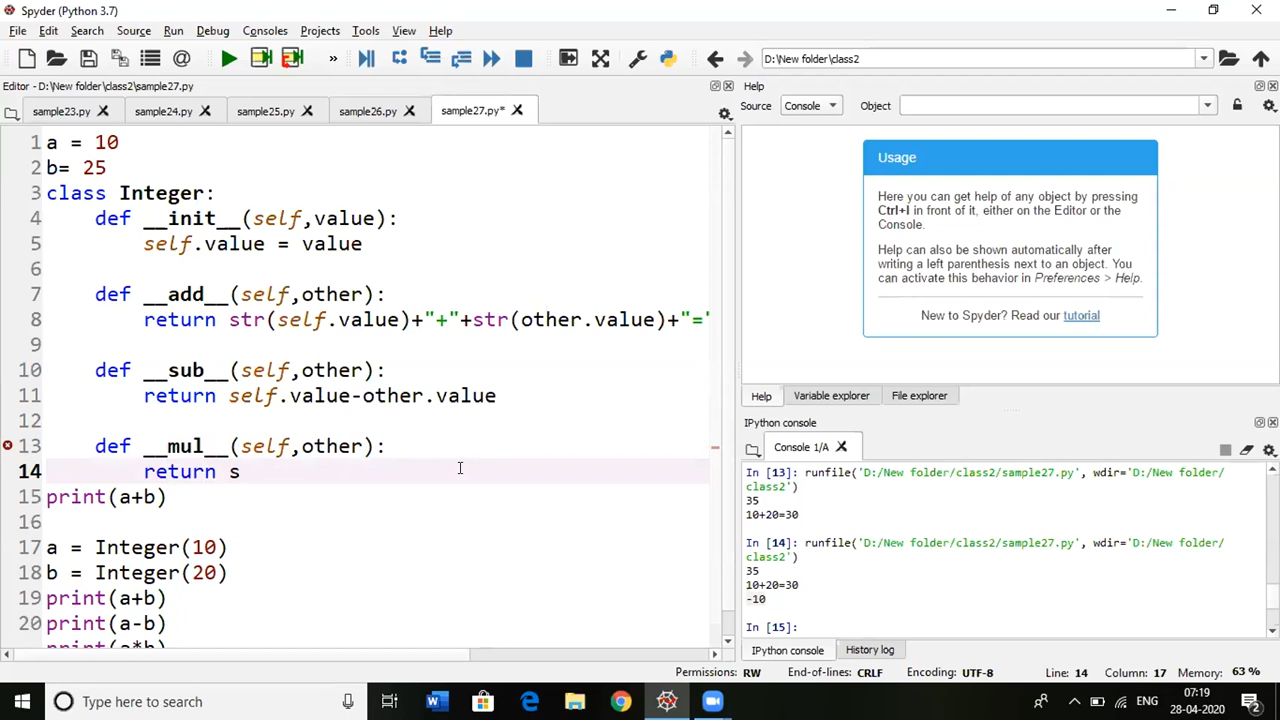 Spyder (Python 3.7)
File Edit Search Source Run Debug Consoles Projects Tools View Help
» D:\New folder\class2
Editor - D:\New folder\class2\sample27.py
Help
sample23.py sample24.py sample25.py sample26.py sample27.py*
Source Console Object
1 a = 10
2 b= 25
3 class Integer:
4 def __init__(self,value):
5 self.value = value
6
7 def __add__(self,other):
8 return str(self.value)+"+"+str(other.value)+"="
9
10 def __sub__(self,other):
11 return self.value-other.value
12
13 def __mul__(self,other):
14 return s
15 print(a+b)
16
17 a = Integer(10)
18 b = Integer(20)
19 print(a+b)
20 print(a-b)
print(a*b)
Usage
Here you can get help of any object by pressing
Ctrl+I in front of it, either on the Editor or the
Console.
Help can also be shown automatically after
writing a left parenthesis next to an object. You
can activate this behavior in Preferences > Help.
New to Spyder? Read our tutorial
Help Variable explorer File explorer
IPython console
Console 1/A
In [13]: runfile('D:/New folder/class2/sample27.py', wdir='D:/New folder/
class2')
35
10+20=30
In [14]: runfile('D:/New folder/class2/sample27.py', wdir='D:/New folder/
class2')
35
10+20=30
-10
In [15]:
IPython console History log
Permissions: RW End-of-lines: CRLF Encoding: UTF-8 Line: 14 Column: 17 Memory: 63 %
Type here to search
ENG
07:19
28-04-2020
2